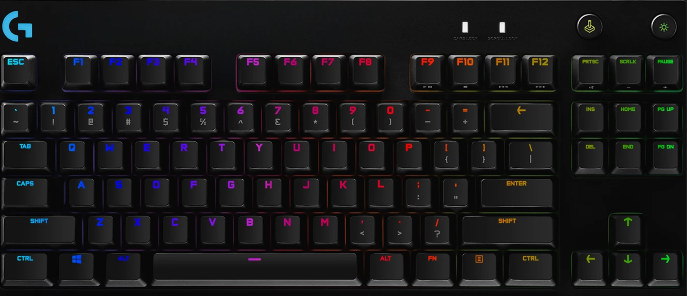 G
ESC F1 F2 F3 F4 F5 F6 F7 F8 F9 F10 F11 F12 PRTSC SCRLK PAUSE
` 1 2 3 4 5 6 7 8 9 0 - = ← INS HOME PG UP
~ ! @ # $ % ^ & * ( ) _ +
TAB Q W E R T Y U I O P [ ] \ DEL END PG DN
{ } |
CAPS A S D F G H J K L ; ' ENTER
: "
SHIFT Z X C V B N M , . / SHIFT ↑
< > ?
CTRL ALT ALT FN CTRL ← ↓ →